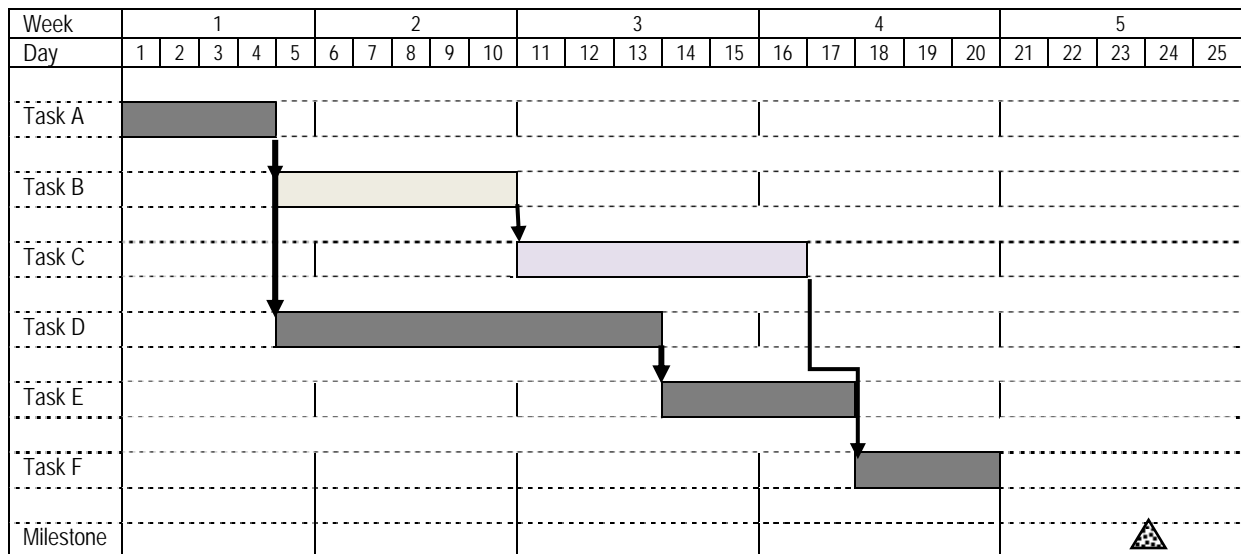 Week 1 2 3 4 5
Day 1 2 3 4 5 6 7 8 9 10 11 12 13 14 15 16 17 18 19 20 21 22 23 24 25
Task A
Task B
Task C
Task D
Task E
Task F
Milestone